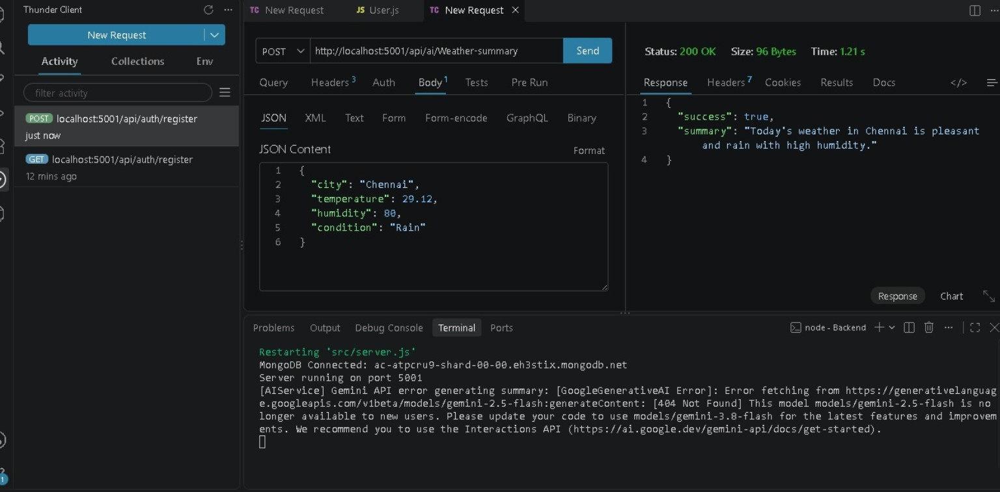 Thunder Client
New Request
Activity Collections Env
filter activity
POST localhost:5001/api/auth/register
just now
GET localhost:5001/api/auth/register
12 mins ago
1
TC New Request JS User.js TC New Request
POST http://localhost:5001/api/ai/Weather-summary Send
Query Headers 3 Auth Body 1 Tests Pre Run
JSON XML Text Form Form-encode GraphQL Binary
JSON Content Format
1 {
2 "city": "Chennai",
3 "temperature": 29.12,
4 "humidity": 80,
5 "condition": "Rain"
6 }
Status: 200 OK Size: 96 Bytes Time: 1.21 s
Response Headers 7 Cookies Results Docs </>
1 {
2 "success": true,
3 "summary": "Today's weather in Chennai is pleasant
and rain with high humidity."
4 }
Response Chart
Problems Output Debug Console Terminal Ports node - Backend
Restarting 'src/server.js'
MongoDB Connected: ac-atpcru9-shard-00-00.eh3stix.mongodb.net
Server running on port 5001
[AIService] Gemini API error generating summary: [GoogleGenerativeAI Error]: Error fetching from https://generativelanguag
e.googleapis.com/v1beta/models/gemini-2.5-flash:generateContent: [404 Not Found] This model models/gemini-2.5-flash is no
longer available to new users. Please update your code to use models/gemini-3.8-flash for the latest features and improvem
ents. We recommend you to use the Interactions API (https://ai.google.dev/gemini-api/docs/get-started).